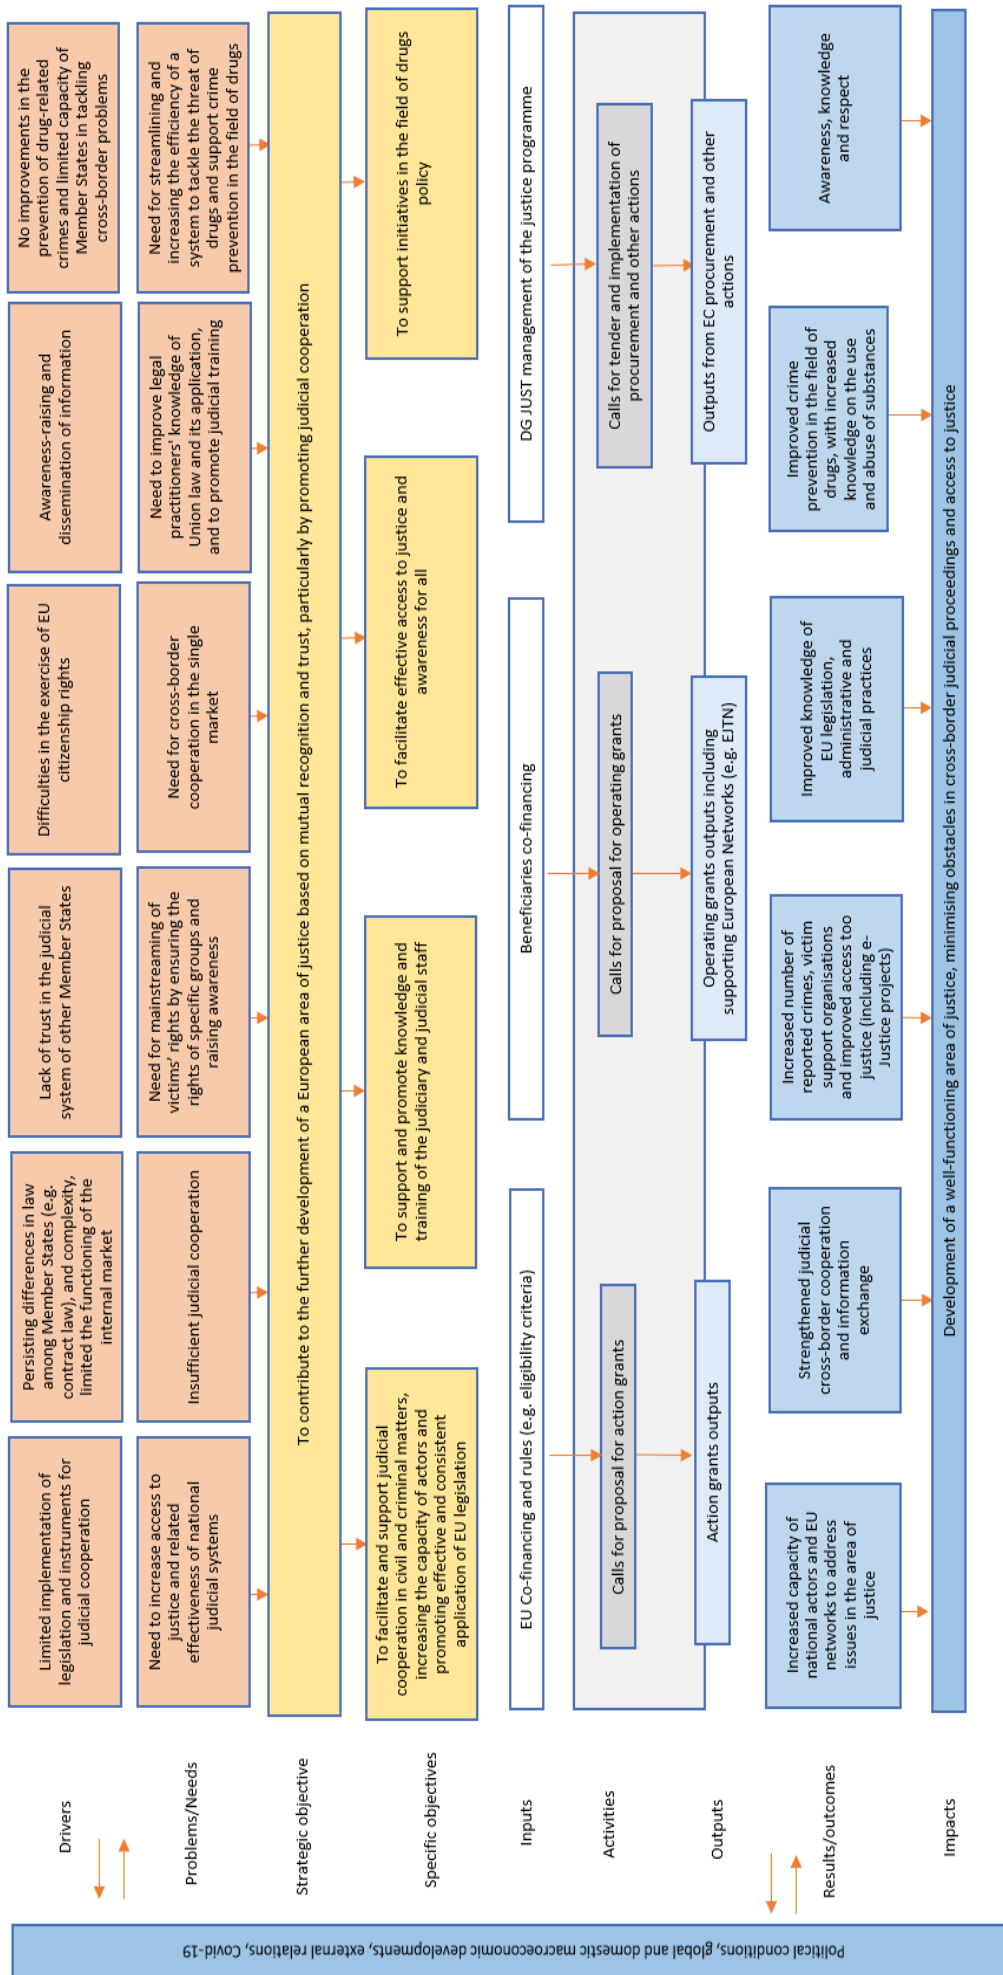 Political conditions, global and domestic macroeconomic developments, external relations, Covid-19
Drivers
Limited implementation of
legislation and instruments for
judicial cooperation
Persisting differences in law
among Member States (e.g.
contract law), and complexity,
limited the functioning of the
internal market
Lack of trust in the judicial
system of other Member States
Difficulties in the exercise of EU
citizenship rights
Awareness-raising and
dissemination of information
No improvements in the
prevention of drug-related
crimes and limited capacity of
Member States in tackling
cross-border problems
Problems/Needs
Need to increase access to
justice and related
effectiveness of national
judicial systems
Insufficient judicial cooperation
Need for mainstreaming of
victims' rights by ensuring the
rights of specific groups and
raising awareness
Need for cross-border
cooperation in the single
market
Need to improve legal
practitioners' knowledge of
Union law and its application,
and to promote judicial training
Need for streamlining and
increasing the efficiency of a
system to tackle the threat of
drugs and support crime
prevention in the field of drugs
Strategic objective
To contribute to the further development of a European area of justice based on mutual recognition and trust, particularly by promoting judicial cooperation
Specific objectives
To facilitate and support judicial
cooperation in civil and criminal matters,
increasing the capacity of actors and
promoting effective and consistent
application of EU legislation
To support and promote knowledge and
training of the judiciary and judicial staff
To facilitate effective access to justice and
awareness for all
To support initiatives in the field of drugs
policy
Inputs
EU Co-financing and rules (e.g. eligibility criteria)
Beneficiaries co-financing
DG JUST management of the justice programme
Activities
Calls for proposal for action grants
Calls for proposal for operating grants
Calls for tender and implementation of
procurement and other actions
Outputs
Action grants outputs
Operating grants outputs including
supporting European Networks (e.g. EJTN)
Outputs from EC procurement and other
actions
Results/outcomes
Increased capacity of
national actors and EU
networks to address
issues in the area of
justice
Strengthened judicial
cross-border cooperation
and information
exchange
Increased number of
reported crimes, victim
support organisations
and improved access too
justice (including e-
Justice projects)
Improved knowledge of
EU legislation,
administrative and
judicial practices
Improved crime
prevention in the field of
drugs, with increased
knowledge on the use
and abuse of substances
Awareness, knowledge
and respect
Impacts
Development of a well-functioning area of justice, minimising obstacles in cross-border judicial proceedings and access to justice